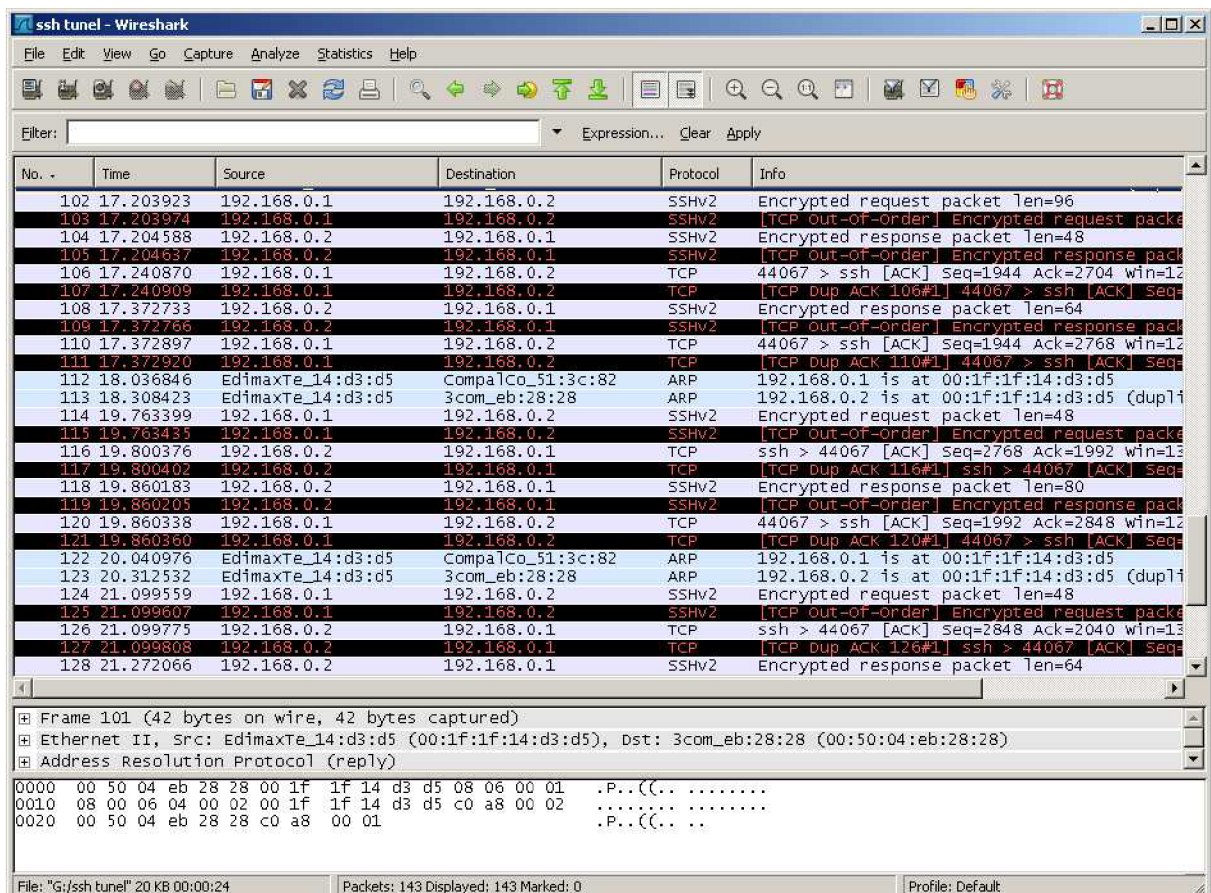 ssh tunel - Wireshark
File Edit View Go Capture Analyze Statistics Help
Filter: Expression... Clear Apply
No. . Time Source Destination Protocol Info
102 17.203923 192.168.0.1 192.168.0.2 SSHv2 Encrypted request packet len=96
103 17.203974 192.168.0.1 192.168.0.2 SSHv2 [TCP Out-Of-Order] Encrypted request packe
104 17.204588 192.168.0.2 192.168.0.1 SSHv2 Encrypted response packet len=48
105 17.204637 192.168.0.2 192.168.0.1 SSHv2 [TCP Out-Of-Order] Encrypted response pack
106 17.240870 192.168.0.1 192.168.0.2 TCP 44067 > ssh [ACK] Seq=1944 Ack=2704 Win=12
107 17.240909 192.168.0.1 192.168.0.2 TCP [TCP Dup ACK 106#1] 44067 > ssh [ACK] Seq=
108 17.372733 192.168.0.2 192.168.0.1 SSHv2 Encrypted response packet len=64
109 17.372766 192.168.0.2 192.168.0.1 SSHv2 [TCP Out-Of-Order] Encrypted response pack
110 17.372897 192.168.0.1 192.168.0.2 TCP 44067 > ssh [ACK] Seq=1944 Ack=2768 Win=12
111 17.372920 192.168.0.1 192.168.0.2 TCP [TCP Dup ACK 110#1] 44067 > ssh [ACK] Seq=
112 18.036846 EdimaxTe_14:d3:d5 CompalCo_51:3c:82 ARP 192.168.0.1 is at 00:1f:1f:14:d3:d5
113 18.308423 EdimaxTe_14:d3:d5 3com_eb:28:28 ARP 192.168.0.2 is at 00:1f:1f:14:d3:d5 (dupli
114 19.763399 192.168.0.1 192.168.0.2 SSHv2 Encrypted request packet len=48
115 19.763435 192.168.0.1 192.168.0.2 SSHv2 [TCP Out-Of-Order] Encrypted request packe
116 19.800376 192.168.0.2 192.168.0.1 TCP ssh > 44067 [ACK] Seq=2768 Ack=1992 Win=13
117 19.800402 192.168.0.2 192.168.0.1 TCP [TCP Dup ACK 116#1] ssh > 44067 [ACK] Seq=
118 19.860183 192.168.0.2 192.168.0.1 SSHv2 Encrypted response packet len=80
119 19.860205 192.168.0.2 192.168.0.1 SSHv2 [TCP Out-Of-Order] Encrypted response pack
120 19.860338 192.168.0.1 192.168.0.2 TCP 44067 > ssh [ACK] Seq=1992 Ack=2848 Win=12
121 19.860360 192.168.0.1 192.168.0.2 TCP [TCP Dup ACK 120#1] 44067 > ssh [ACK] Seq=
122 20.040976 EdimaxTe_14:d3:d5 CompalCo_51:3c:82 ARP 192.168.0.1 is at 00:1f:1f:14:d3:d5
123 20.312532 EdimaxTe_14:d3:d5 3com_eb:28:28 ARP 192.168.0.2 is at 00:1f:1f:14:d3:d5 (dupli
124 21.099559 192.168.0.1 192.168.0.2 SSHv2 Encrypted request packet len=48
125 21.099607 192.168.0.1 192.168.0.2 SSHv2 [TCP Out-Of-Order] Encrypted request packe
126 21.099775 192.168.0.2 192.168.0.1 TCP ssh > 44067 [ACK] Seq=2848 Ack=2040 Win=13
127 21.099808 192.168.0.2 192.168.0.1 TCP [TCP Dup ACK 126#1] ssh > 44067 [ACK] Seq=
128 21.272066 192.168.0.2 192.168.0.1 SSHv2 Encrypted response packet len=64
Frame 101 (42 bytes on wire, 42 bytes captured)
Ethernet II, Src: EdimaxTe_14:d3:d5 (00:1f:1f:14:d3:d5), Dst: 3com_eb:28:28 (00:50:04:eb:28:28)
Address Resolution Protocol (reply)
0000 00 50 04 eb 28 28 00 1f 1f 14 d3 d5 08 06 00 01 .P..((.. ........
0010 08 00 06 04 00 02 00 1f 1f 14 d3 d5 c0 a8 00 02 ........ ........
0020 00 50 04 eb 28 28 c0 a8 00 01 .P..((.. ..
File: "G:/ssh tunel" 20 KB 00:00:24 Packets: 143 Displayed: 143 Marked: 0 Profile: Default